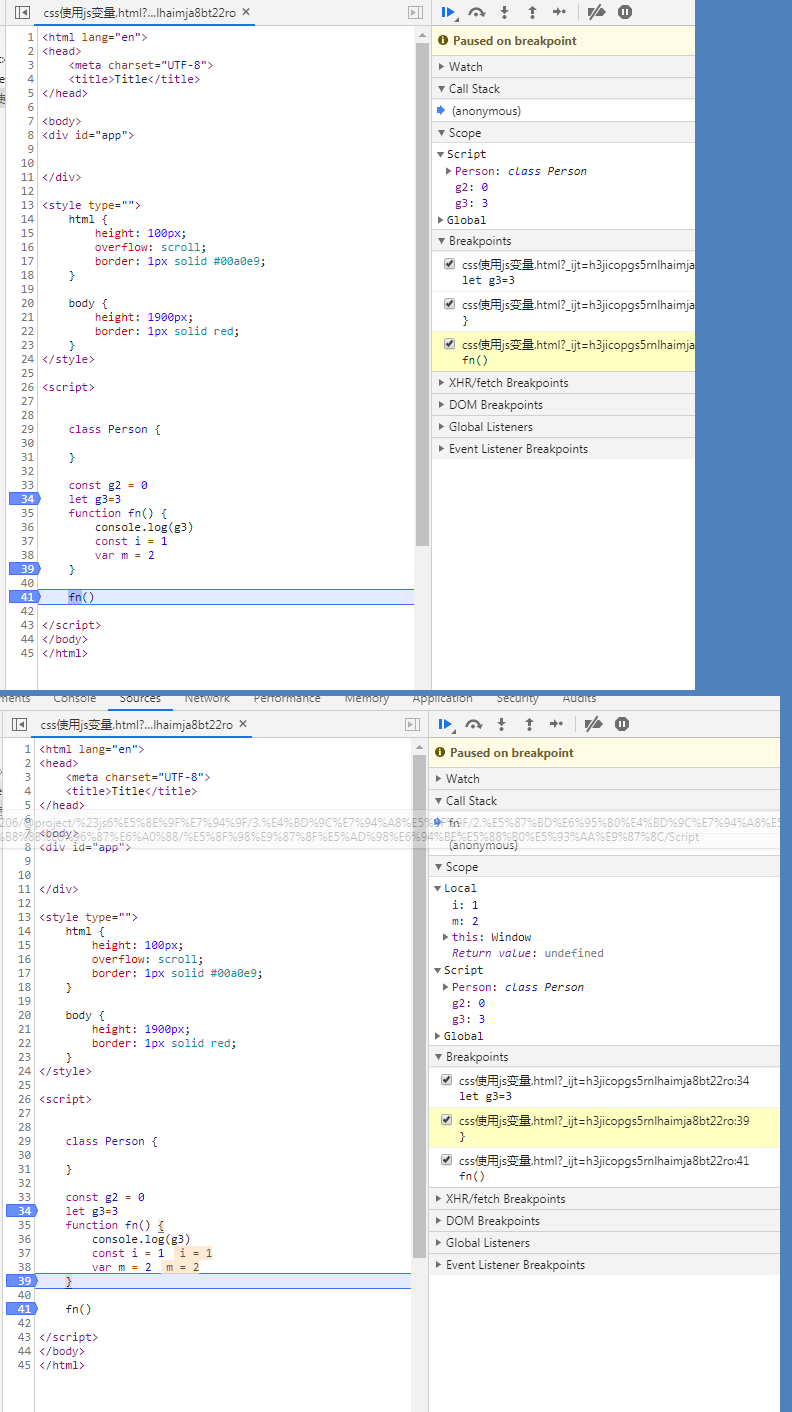 css使用js变量.html?...lhaimja8bt22ro ×
1 <html lang="en">
2 <head>
3 <meta charset="UTF-8">
4 <title>Title</title>
5 </head>
6
7 <body>
8 <div id="app">
9
10
11 </div>
12
13 <style type="">
14 html {
15 height: 100px;
16 overflow: scroll;
17 border: 1px solid #00a0e9;
18 }
19
20 body {
21 height: 1900px;
22 border: 1px solid red;
23 }
24 </style>
25
26 <script>
27
28
29 class Person {
30
31 }
32
33 const g2 = 0
34 let g3=3
35 function fn() {
36 console.log(g3)
37 const i = 1
38 var m = 2
39 }
40
41 fn()
42
43 </script>
44 </body>
45 </html>
Paused on breakpoint
Watch
Call Stack
(anonymous)
Scope
Script
Person: class Person
g2: 0
g3: 3
Global
Breakpoints
css使用js变量.html?_ijt=h3jicopgs5rnlhaimja
let g3=3
css使用js变量.html?_ijt=h3jicopgs5rnlhaimja
}
css使用js变量.html?_ijt=h3jicopgs5rnlhaimja
fn()
XHR/fetch Breakpoints
DOM Breakpoints
Global Listeners
Event Listener Breakpoints
ments Console Sources Network Performance Memory Application Security Audits
css使用js变量.html?...lhaimja8bt22ro ×
1 <html lang="en">
2 <head>
3 <meta charset="UTF-8">
4 <title>Title</title>
5 </head>
6
7 <body>
8 <div id="app">
9
10
11 </div>
12
13 <style type="">
14 html {
15 height: 100px;
16 overflow: scroll;
17 border: 1px solid #00a0e9;
18 }
19
20 body {
21 height: 1900px;
22 border: 1px solid red;
23 }
24 </style>
25
26 <script>
27
28
29 class Person {
30
31 }
32
33 const g2 = 0
34 let g3=3
35 function fn() {
36 console.log(g3)
37 const i = 1 i = 1
38 var m = 2 m = 2
39 }
40
41 fn()
42
43 </script>
44 </body>
45 </html>
Paused on breakpoint
Watch
Call Stack
fn
(anonymous)
Scope
Local
i: 1
m: 2
this: Window
Return value: undefined
Script
Person: class Person
g2: 0
g3: 3
Global
Breakpoints
css使用js变量.html?_ijt=h3jicopgs5rnlhaimja8bt22ro:34
let g3=3
css使用js变量.html?_ijt=h3jicopgs5rnlhaimja8bt22ro:39
}
css使用js变量.html?_ijt=h3jicopgs5rnlhaimja8bt22ro:41
fn()
XHR/fetch Breakpoints
DOM Breakpoints
Global Listeners
Event Listener Breakpoints